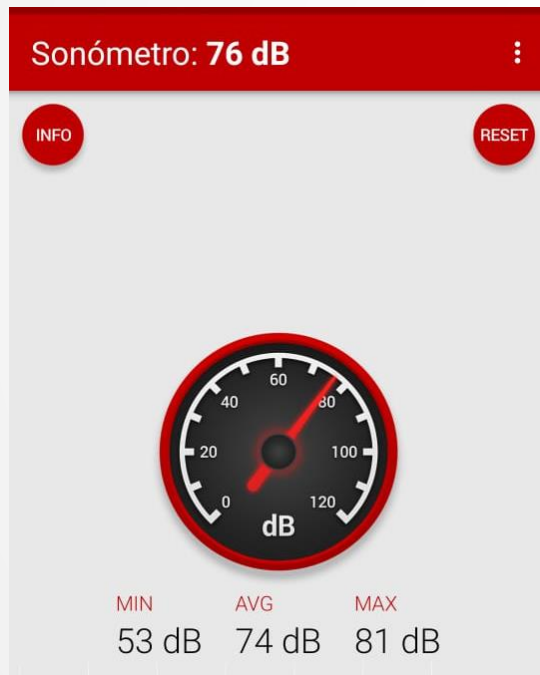 Sonómetro: 76 dB
INFO
RESET
60
40
80
20
100
0
120
dB
MIN AVG MAX
53 dB 74 dB 81 dB